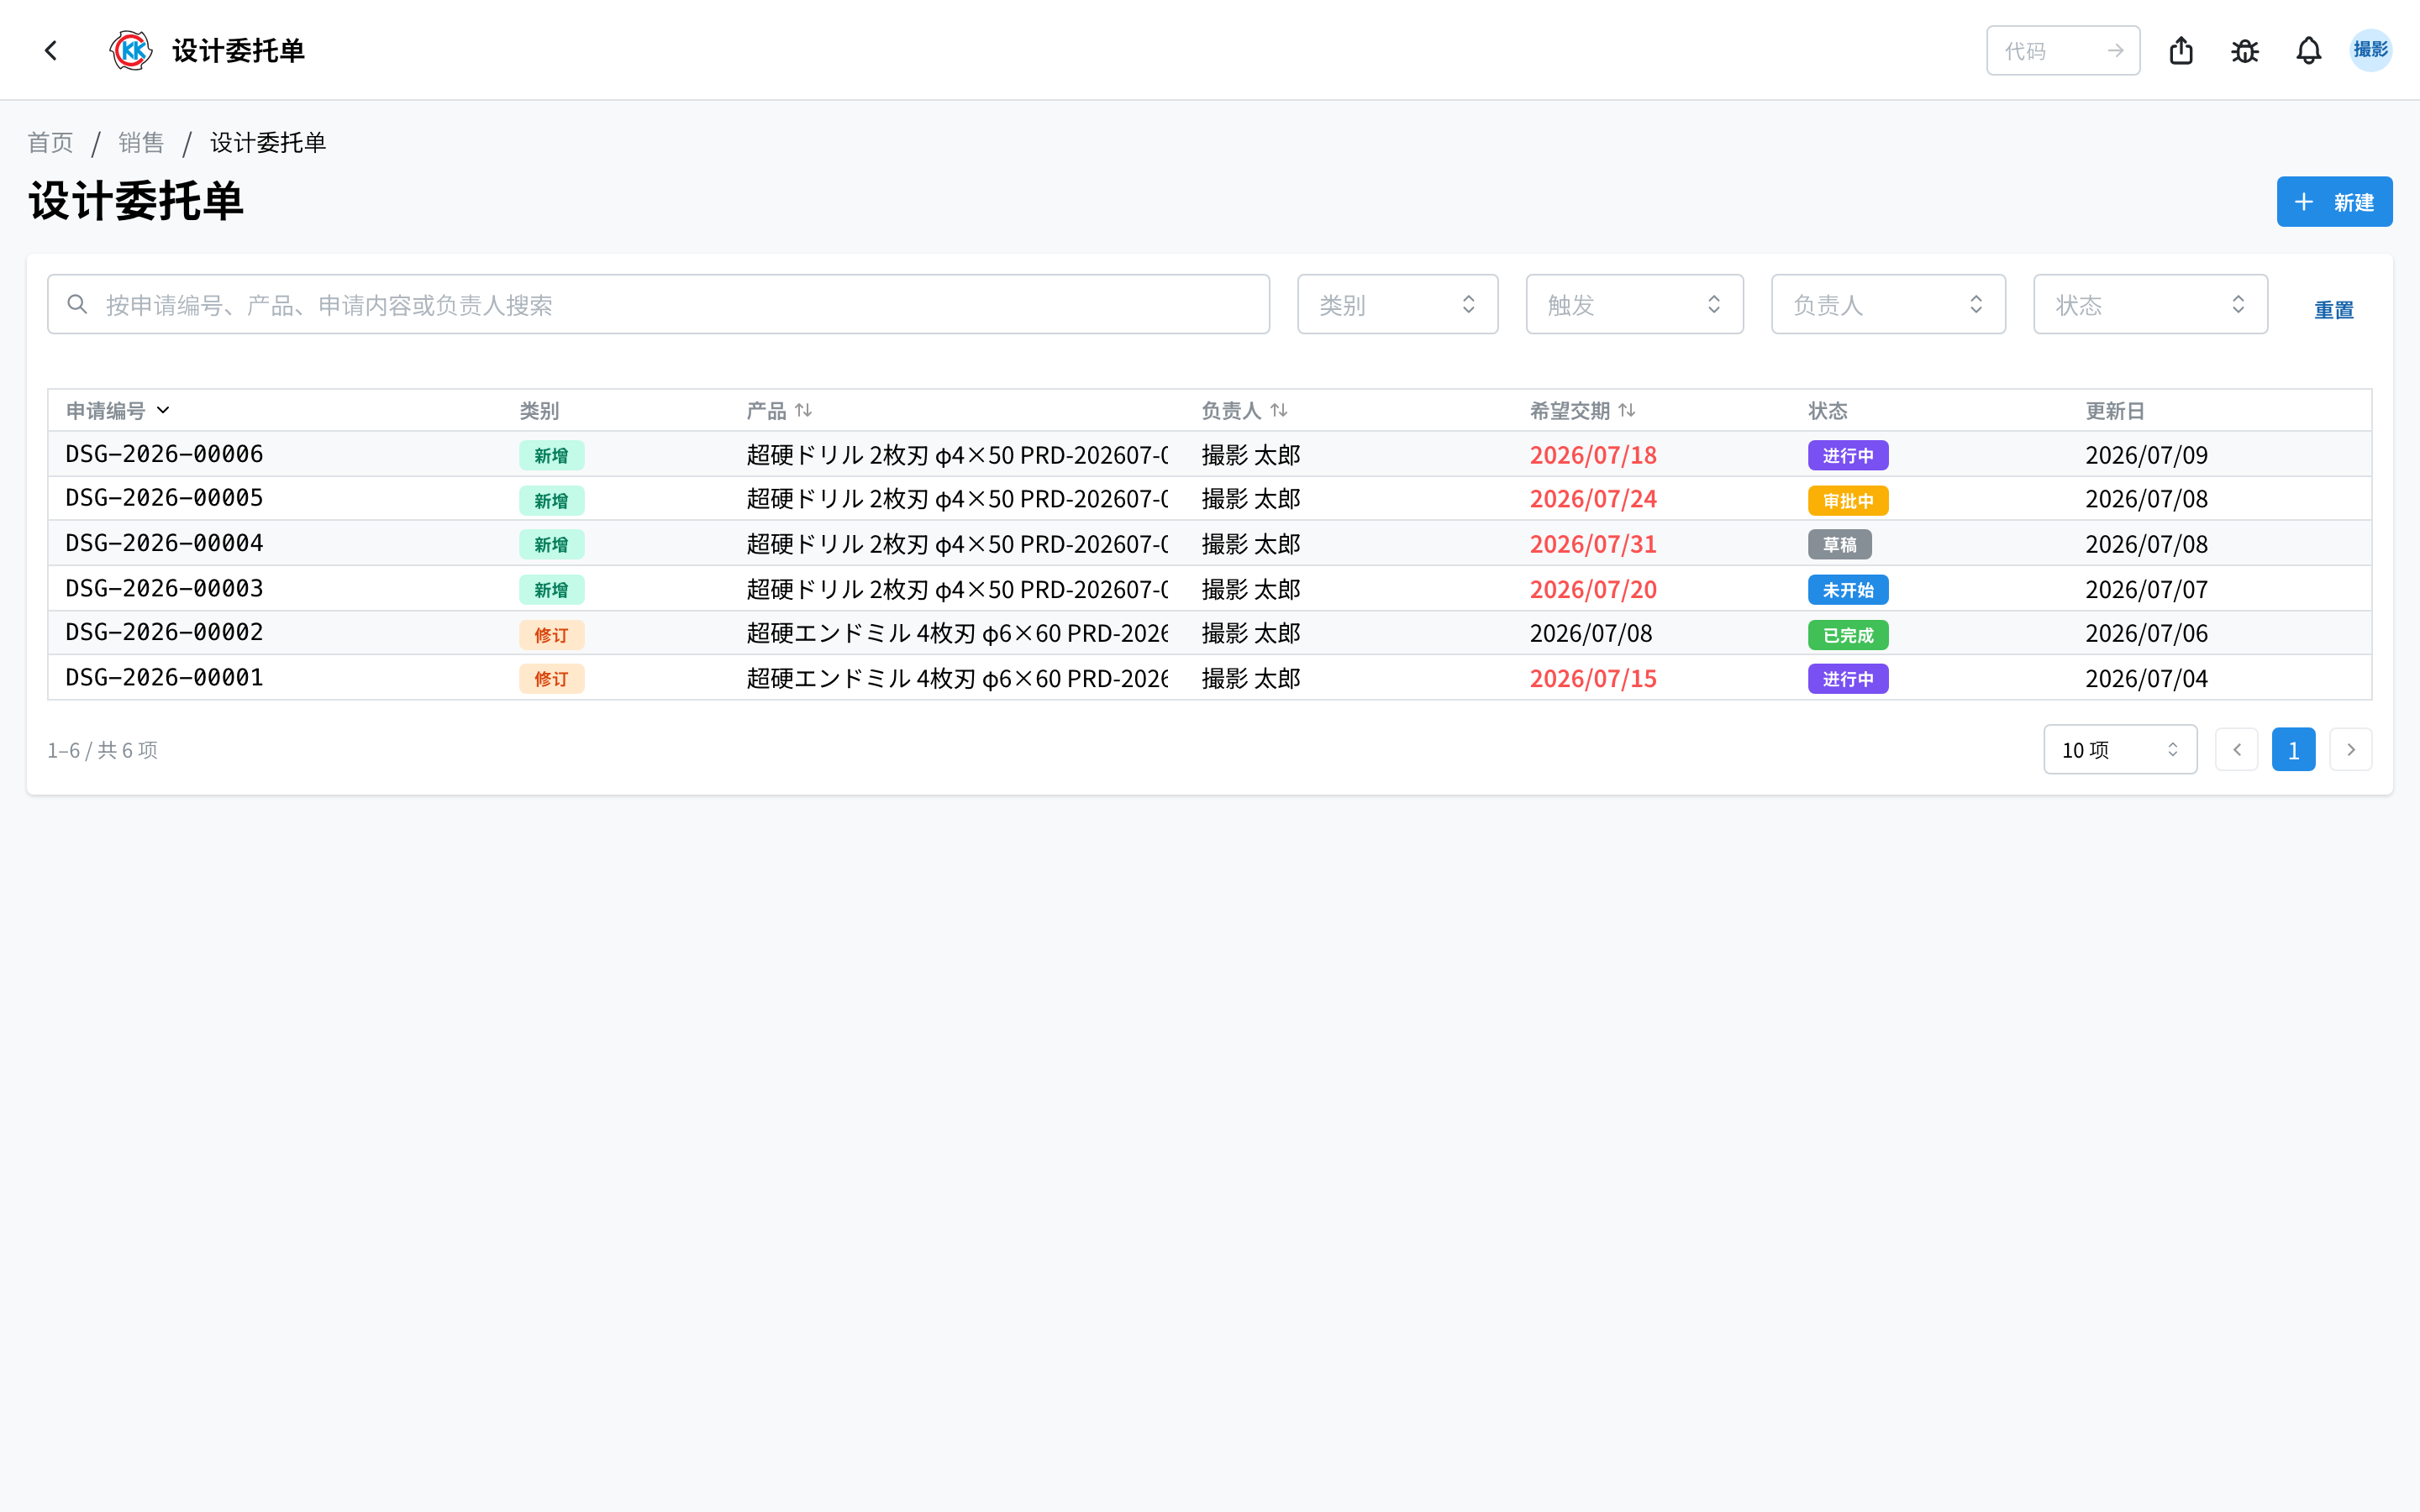 KK 设计委托单 代码 撮影
首页 / 销售 / 设计委托单
设计委托单
新建
按申请编号、产品、申请内容或负责人搜索 类别 触发 负责人 状态 重置
申请编号 类别 产品 负责人 希望交期 状态 更新日
DSG-2026-00006 新增 超硬ドリル 2枚刃 φ4×50 PRD-202607- 撮影 太郎 2026/07/18 进行中 2026/07/09
DSG-2026-00005 新增 超硬ドリル 2枚刃 φ4×50 PRD-202607- 撮影 太郎 2026/07/24 审批中 2026/07/08
DSG-2026-00004 新增 超硬ドリル 2枚刃 φ4×50 PRD-202607- 撮影 太郎 2026/07/31 草稿 2026/07/08
DSG-2026-00003 新增 超硬ドリル 2枚刃 φ4×50 PRD-202607- 撮影 太郎 2026/07/20 未开始 2026/07/07
DSG-2026-00002 修订 超硬エンドミル 4枚刃 φ6×60 PRD-2026 撮影 太郎 2026/07/08 已完成 2026/07/06
DSG-2026-00001 修订 超硬エンドミル 4枚刃 φ6×60 PRD-2026 撮影 太郎 2026/07/15 进行中 2026/07/04
1–6 / 共 6 项 10 项 1